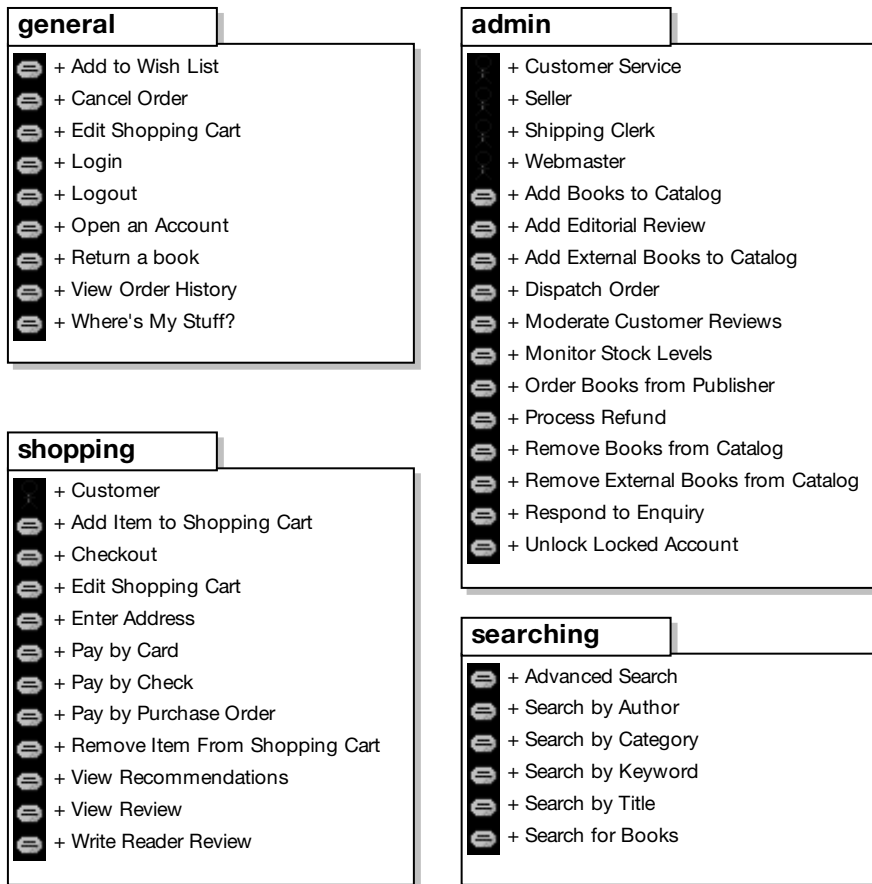 general
+ Add to Wish List
+ Cancel Order
+ Edit Shopping Cart
+ Login
+ Logout
+ Open an Account
+ Return a book
+ View Order History
+ Where's My Stuff?
shopping
+ Customer
+ Add Item to Shopping Cart
+ Checkout
+ Edit Shopping Cart
+ Enter Address
+ Pay by Card
+ Pay by Check
+ Pay by Purchase Order
+ Remove Item From Shopping Cart
+ View Recommendations
+ View Review
+ Write Reader Review
admin
+ Customer Service
+ Seller
+ Shipping Clerk
+ Webmaster
+ Add Books to Catalog
+ Add Editorial Review
+ Add External Books to Catalog
+ Dispatch Order
+ Moderate Customer Reviews
+ Monitor Stock Levels
+ Order Books from Publisher
+ Process Refund
+ Remove Books from Catalog
+ Remove External Books from Catalog
+ Respond to Enquiry
+ Unlock Locked Account
searching
+ Advanced Search
+ Search by Author
+ Search by Category
+ Search by Keyword
+ Search by Title
+ Search for Books